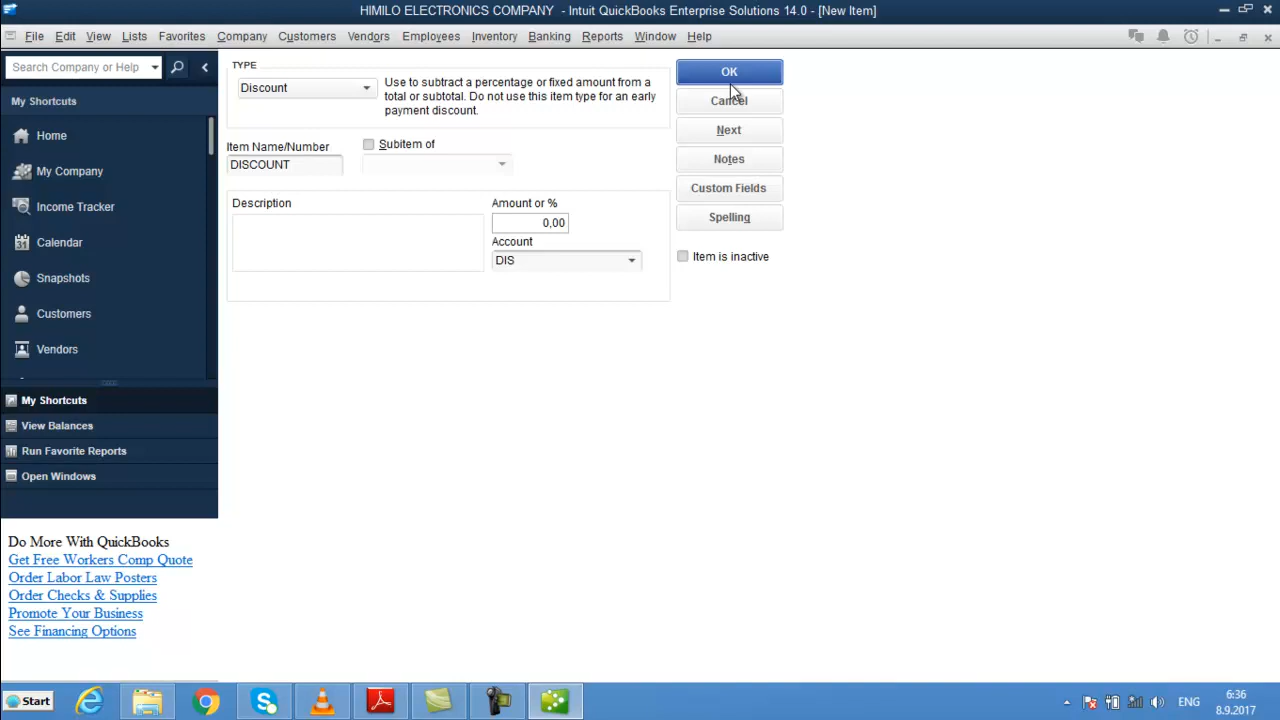 HIMILO ELECTRONICS COMPANY - Intuit QuickBooks Enterprise Solutions 14.0 - [New Item]
File Edit View Lists Favorites Company Customers Vendors Employees Inventory Banking Reports Window Help
Search Company or Help
My Shortcuts
Home
My Company
Income Tracker
Calendar
Snapshots
Customers
Vendors
My Shortcuts
View Balances
Run Favorite Reports
Open Windows
Do More With QuickBooks
Get Free Workers Comp Quote
Order Labor Law Posters
Order Checks & Supplies
Promote Your Business
See Financing Options
TYPE
Discount
Use to subtract a percentage or fixed amount from a
total or subtotal. Do not use this item type for an early
payment discount.
Item Name/Number
Subitem of
DISCOUNT
Description
Amount or %
0,00
Account
DIS
OK
Cancel
Next
Notes
Custom Fields
Spelling
Item is inactive
Start
ENG
6:36
8.9.2017